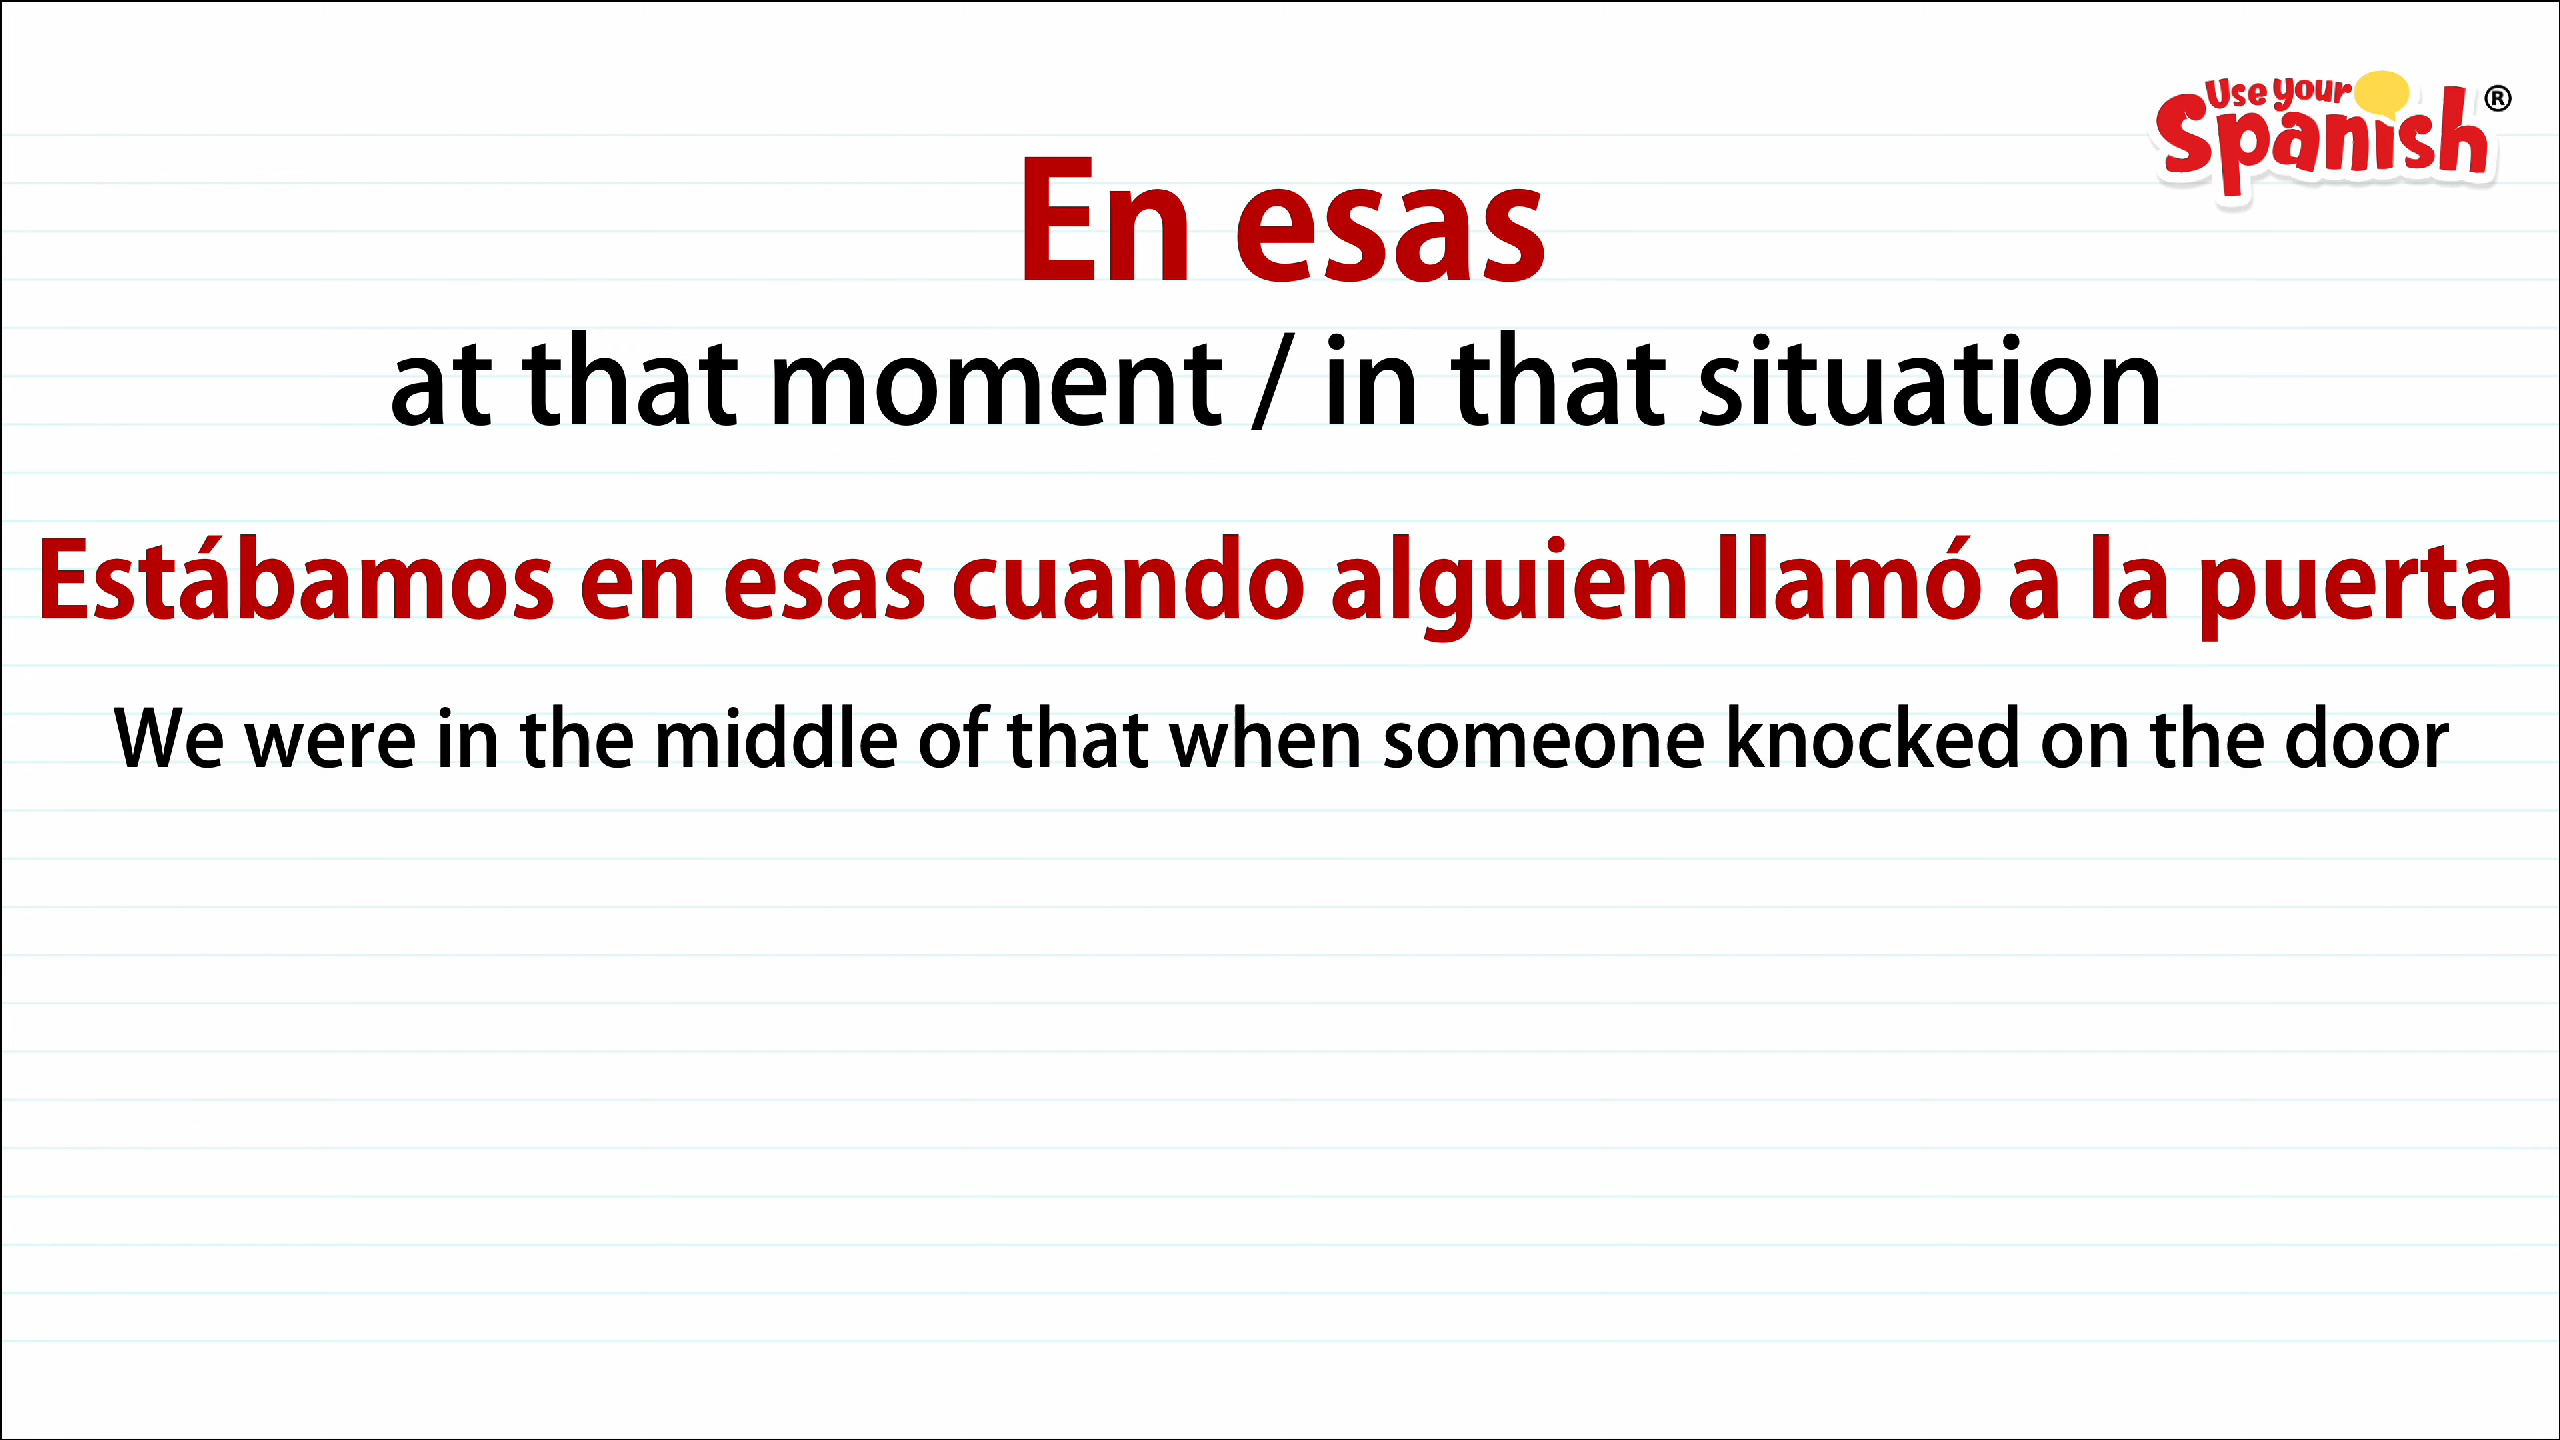 Use your
Spanish®
En esas
at that moment / in that situation
Estábamos en esas cuando alguien llamó a la puerta
We were in the middle of that when someone knocked on the door